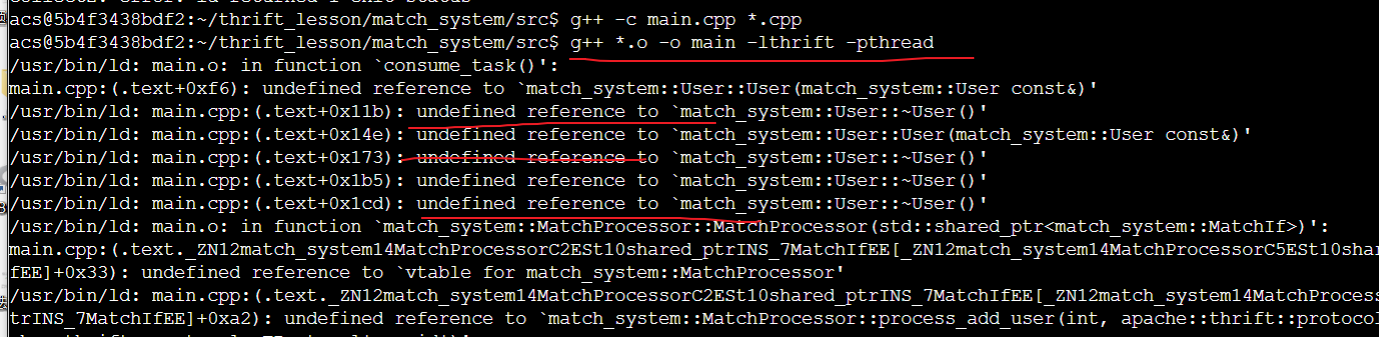 acs@5b4f3438bdf2:~/thrift_lesson/match_system/src$ g++ -c main.cpp *.cpp
acs@5b4f3438bdf2:~/thrift_lesson/match_system/src$ g++ *.o -o main -lthrift -pthread
/usr/bin/ld: main.o: in function `consume_task()':
main.cpp:(.text+0xf6): undefined reference to `match_system::User::User(match_system::User const&)'
/usr/bin/ld: main.cpp:(.text+0x11b): undefined reference to `match_system::User::~User()'
/usr/bin/ld: main.cpp:(.text+0x14e): undefined reference to `match_system::User::User(match_system::User const&)'
/usr/bin/ld: main.cpp:(.text+0x173): undefined reference to `match_system::User::~User()'
/usr/bin/ld: main.cpp:(.text+0x1b5): undefined reference to `match_system::User::~User()'
/usr/bin/ld: main.cpp:(.text+0x1cd): undefined reference to `match_system::User::~User()'
/usr/bin/ld: main.o: in function `match_system::MatchProcessor::MatchProcessor(std::shared_ptr<match_system::MatchIf>)':
main.cpp:(.text._ZN12match_system14MatchProcessorC2ESt10shared_ptrINS_7MatchIfEE[_ZN12match_system14MatchProcessorC5ESt10shar
fEE]+0x33): undefined reference to `vtable for match_system::MatchProcessor'
/usr/bin/ld: main.cpp:(.text._ZN12match_system14MatchProcessorC2ESt10shared_ptrINS_7MatchIfEE[_ZN12match_system14MatchProcess
trINS_7MatchIfEE]+0xa2): undefined reference to `match_system::MatchProcessor::process_add_user(int, apache::thrift::protocol